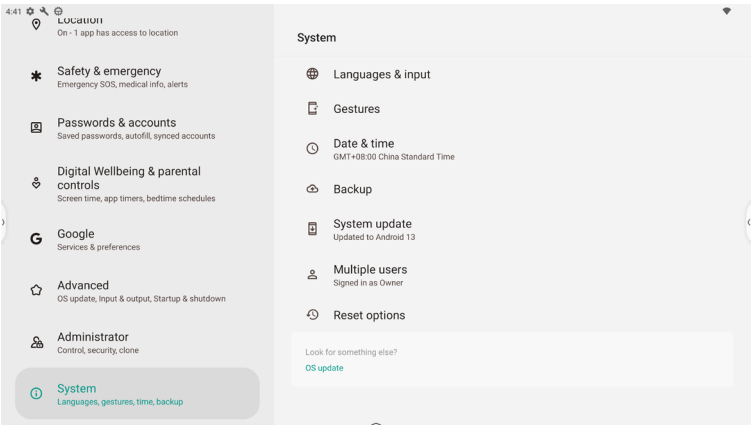 4:41
Location
On - 1 app has access to location
Safety & emergency
Emergency SOS, medical info, alerts
Passwords & accounts
Saved passwords, autofill, synced accounts
Digital Wellbeing & parental
controls
Screen time, app timers, bedtime schedules
Google
Services & preferences
Advanced
OS update, Input & output, Startup & shutdown
Administrator
Control, security, clone
System
Languages, gestures, time, backup
System
Languages & input
Gestures
Date & time
GMT+08:00 China Standard Time
Backup
System update
Updated to Android 13
Multiple users
Signed in as Owner
Reset options
Look for something else?
OS update